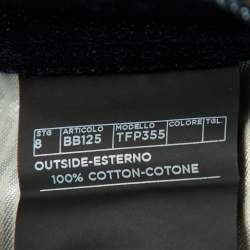 STG ARTICOLO MODELLO COLORE TGL.
8 BB125 TFP355
OUTSIDE-ESTERNO
100% COTTON-COTONE